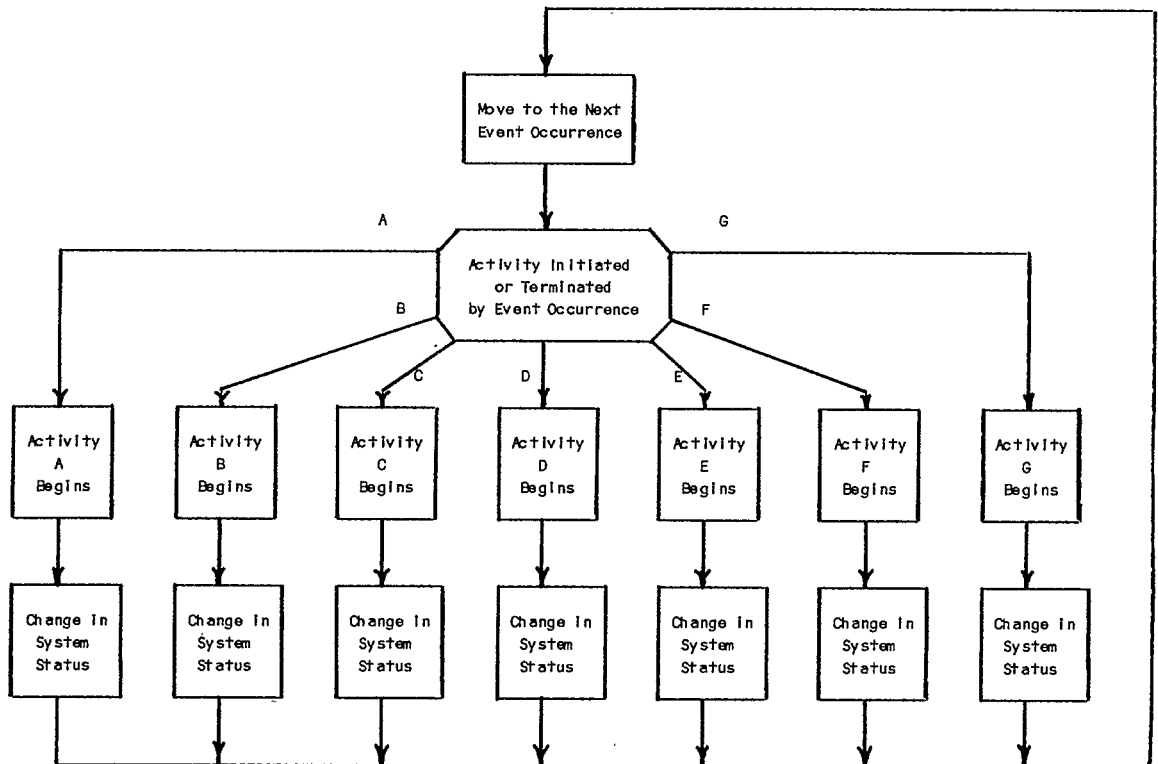 Move to the Next
Event Occurrence
A
G
Activity Initiated
or Terminated
by Event Occurrence
B
F
C
D
E
Activity
A
Begins
Activity
B
Begins
Activity
C
Begins
Activity
D
Begins
Activity
E
Begins
Activity
F
Begins
Activity
G
Begins
Change in
System
Status
Change in
System
Status
Change in
System
Status
Change in
System
Status
Change in
System
Status
Change in
System
Status
Change in
System
Status